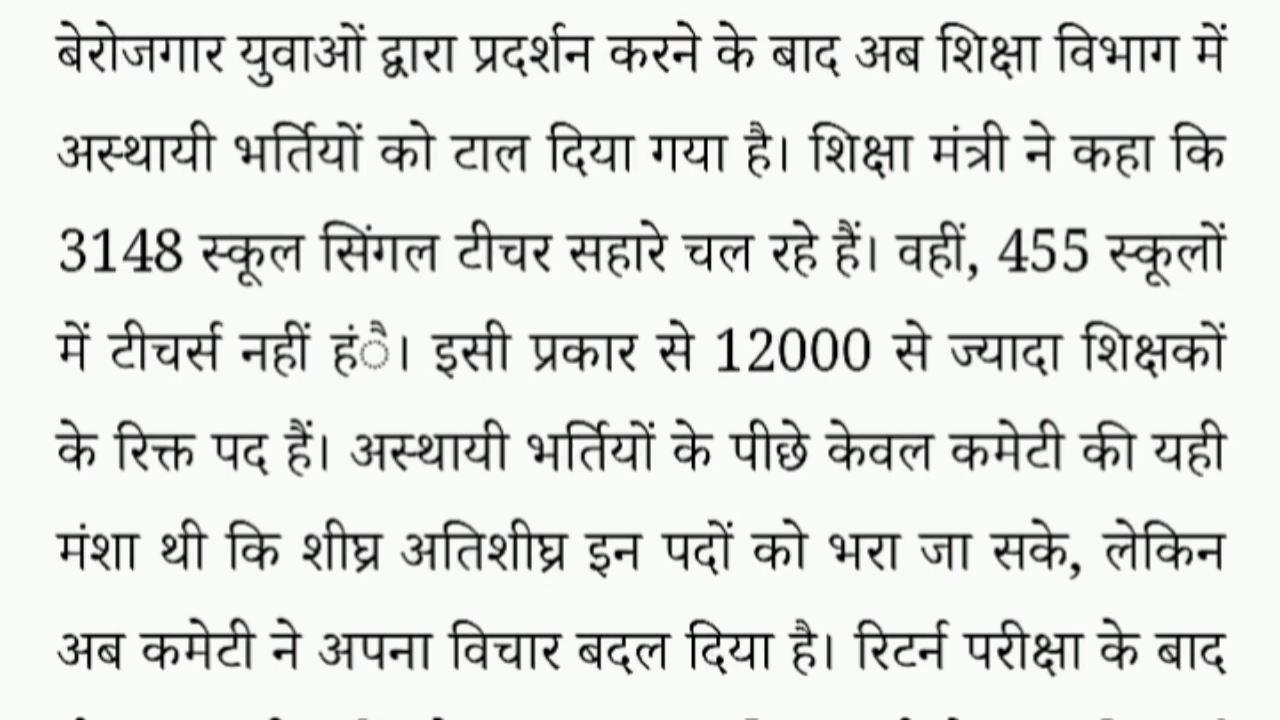 बेरोजगार युवाओं द्वारा प्रदर्शन करने के बाद अब शिक्षा विभाग में
अस्थायी भर्तियों को टाल दिया गया है। शिक्षा मंत्री ने कहा कि
3148 स्कूल सिंगल टीचर सहारे चल रहे हैं। वहीं, 455 स्कूलों
में टीचर्स नहीं हंै। इसी प्रकार से 12000 से ज्यादा शिक्षकों
के रिक्त पद हैं। अस्थायी भर्तियों के पीछे केवल कमेटी की यही
मंशा थी कि शीघ्र अतिशीघ्र इन पदों को भरा जा सके, लेकिन
अब कमेटी ने अपना विचार बदल दिया है। रिटर्न परीक्षा के बाद